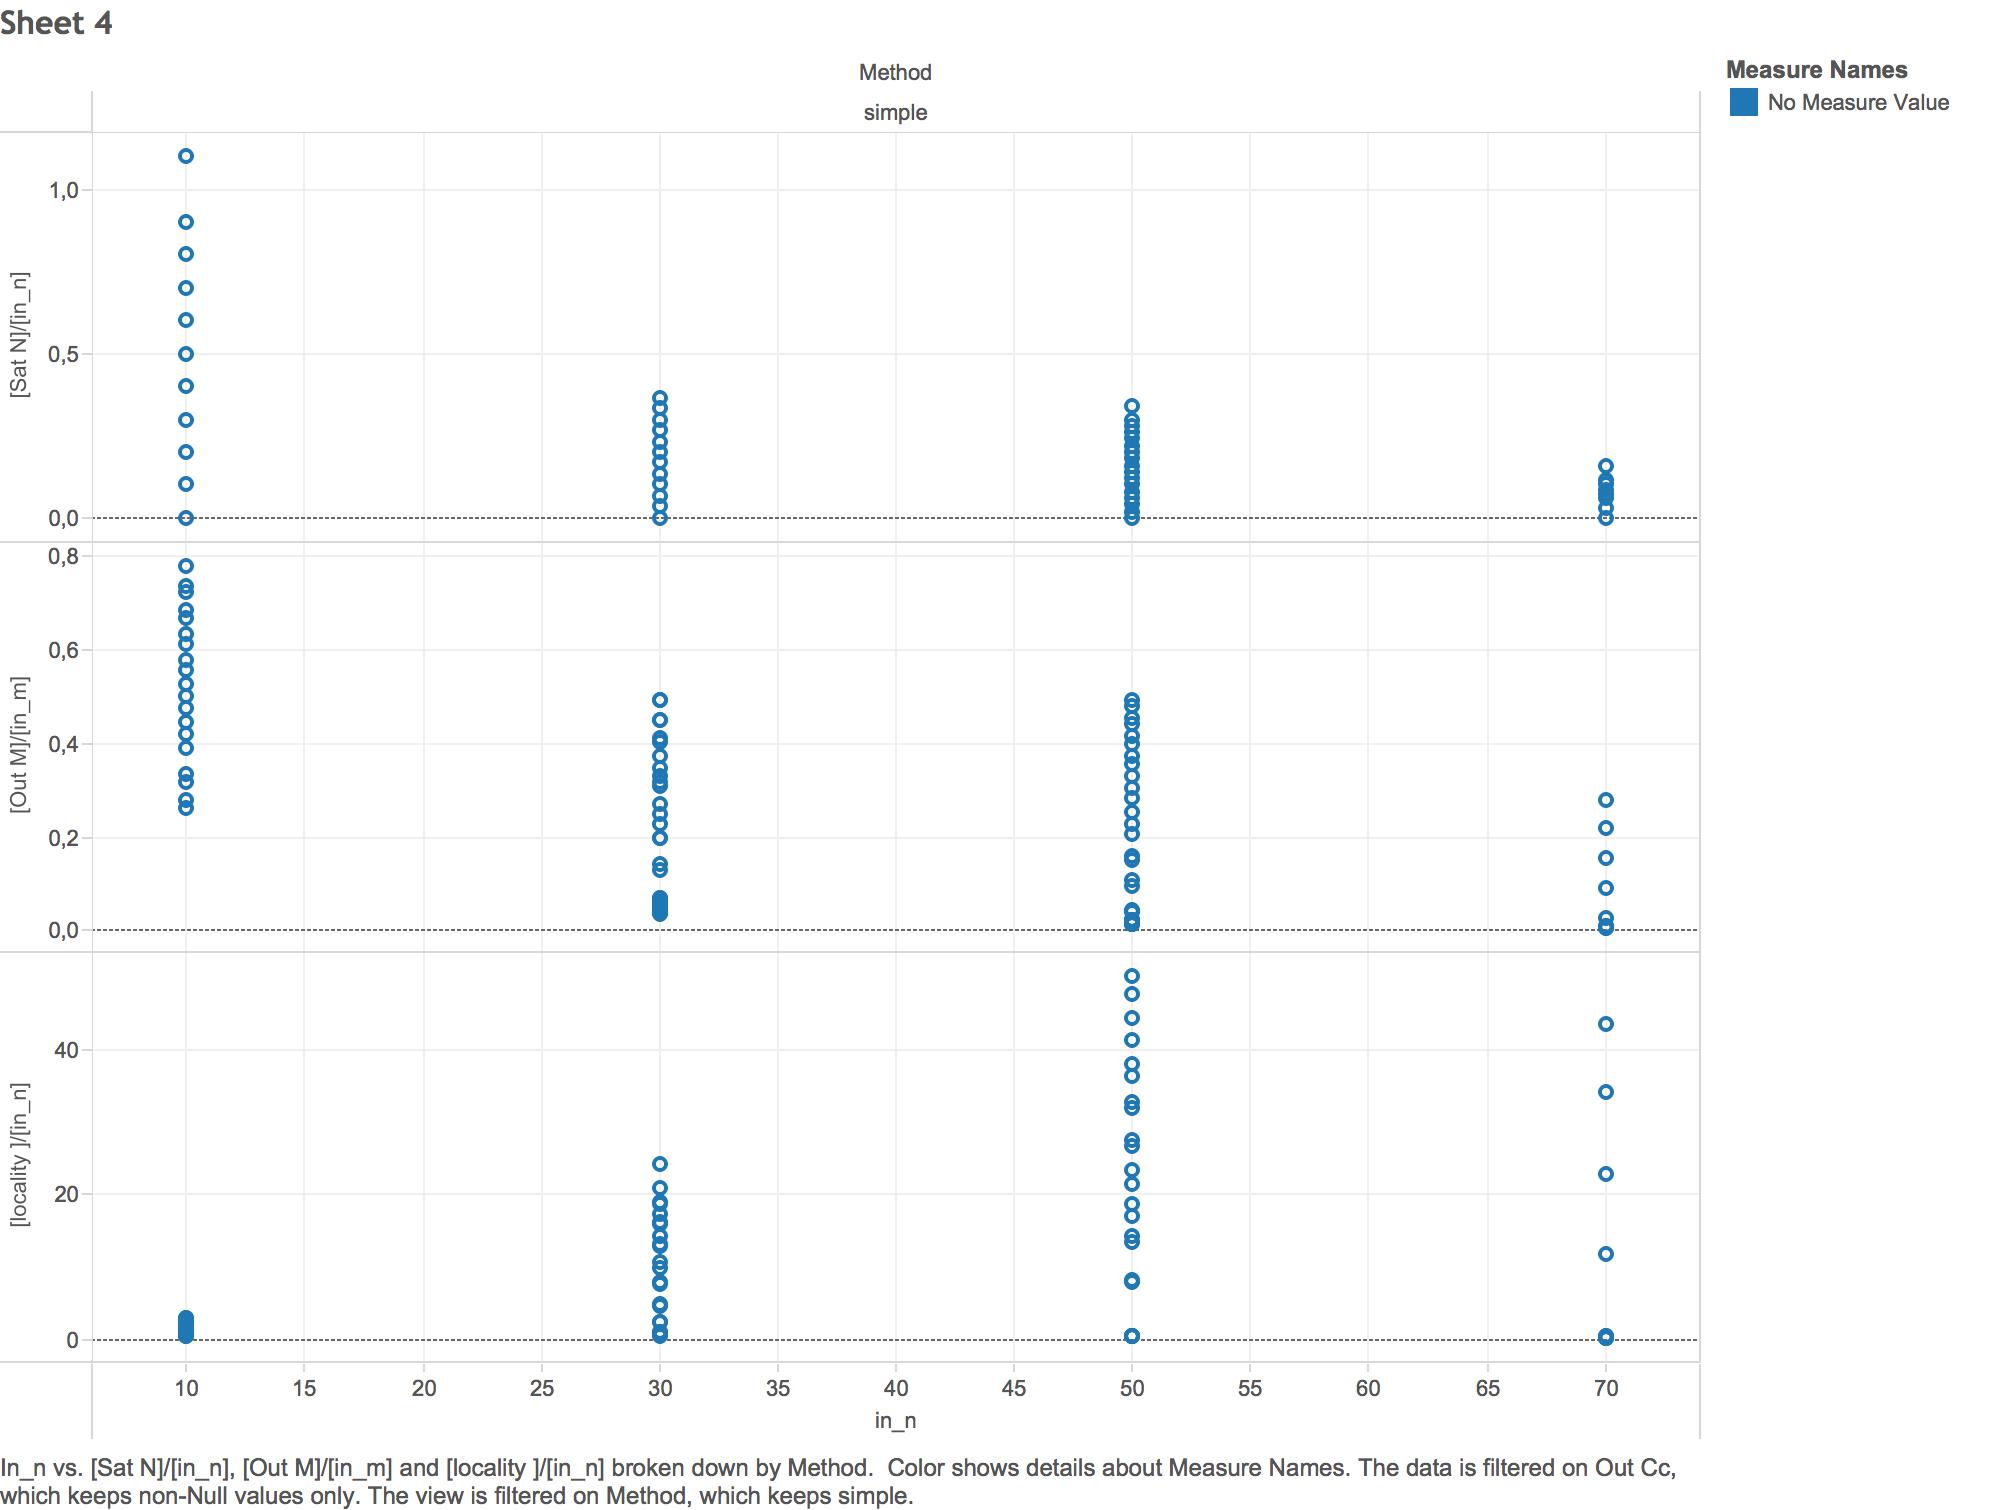 Sheet 4
Method
simple
Measure Names
No Measure Value
[Sat N]/[in_n]
1,0
0,5
0,0
[Out M]/[in_m]
0,8
0,6
0,4
0,2
0,0
[locality ]/[in_n]
40
20
0
10 15 20 25 30 35 40 45 50 55 60 65 70
in_n
In_n vs. [Sat N]/[in_n], [Out M]/[in_m] and [locality ]/[in_n] broken down by Method.  Color shows details about Measure Names. The data is filtered on Out Cc,
which keeps non-Null values only. The view is filtered on Method, which keeps simple.